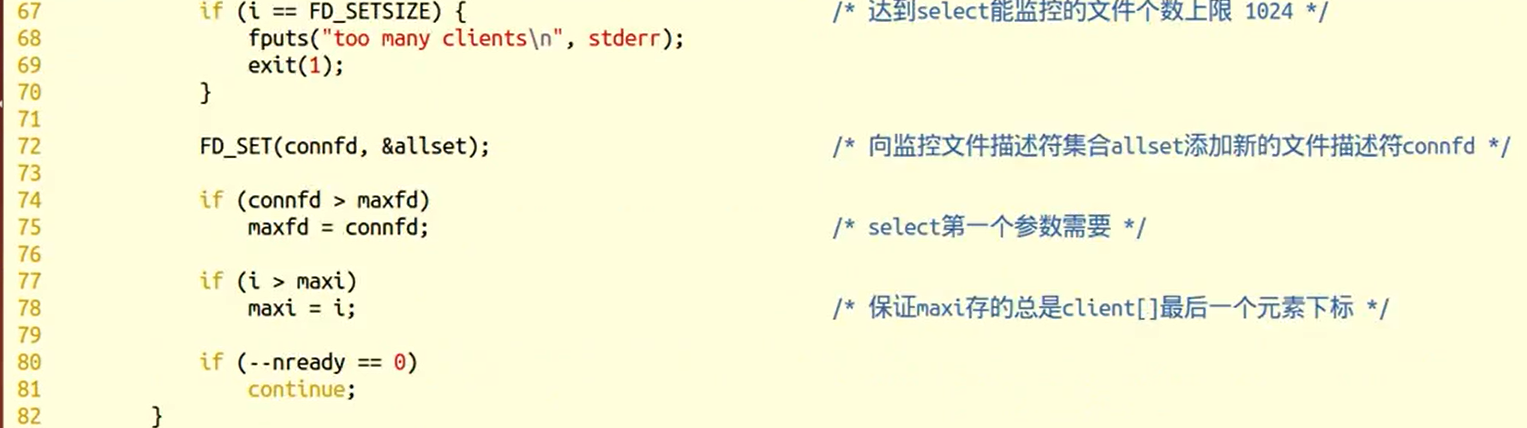 67 if (i == FD_SETSIZE) { /* 达到select能监控的文件个数上限 1024 */
68 fputs("too many clients\n", stderr);
69 exit(1);
70 }
71
72 FD_SET(connfd, &allset); /* 向监控文件描述符集合allset添加新的文件描述符connfd */
73
74 if (connfd > maxfd)
75 maxfd = connfd; /* select第一个参数需要 */
76
77 if (i > maxi)
78 maxi = i; /* 保证maxi存的总是client[]最后一个元素下标 */
79
80 if (--nready == 0)
81 continue;
82 }